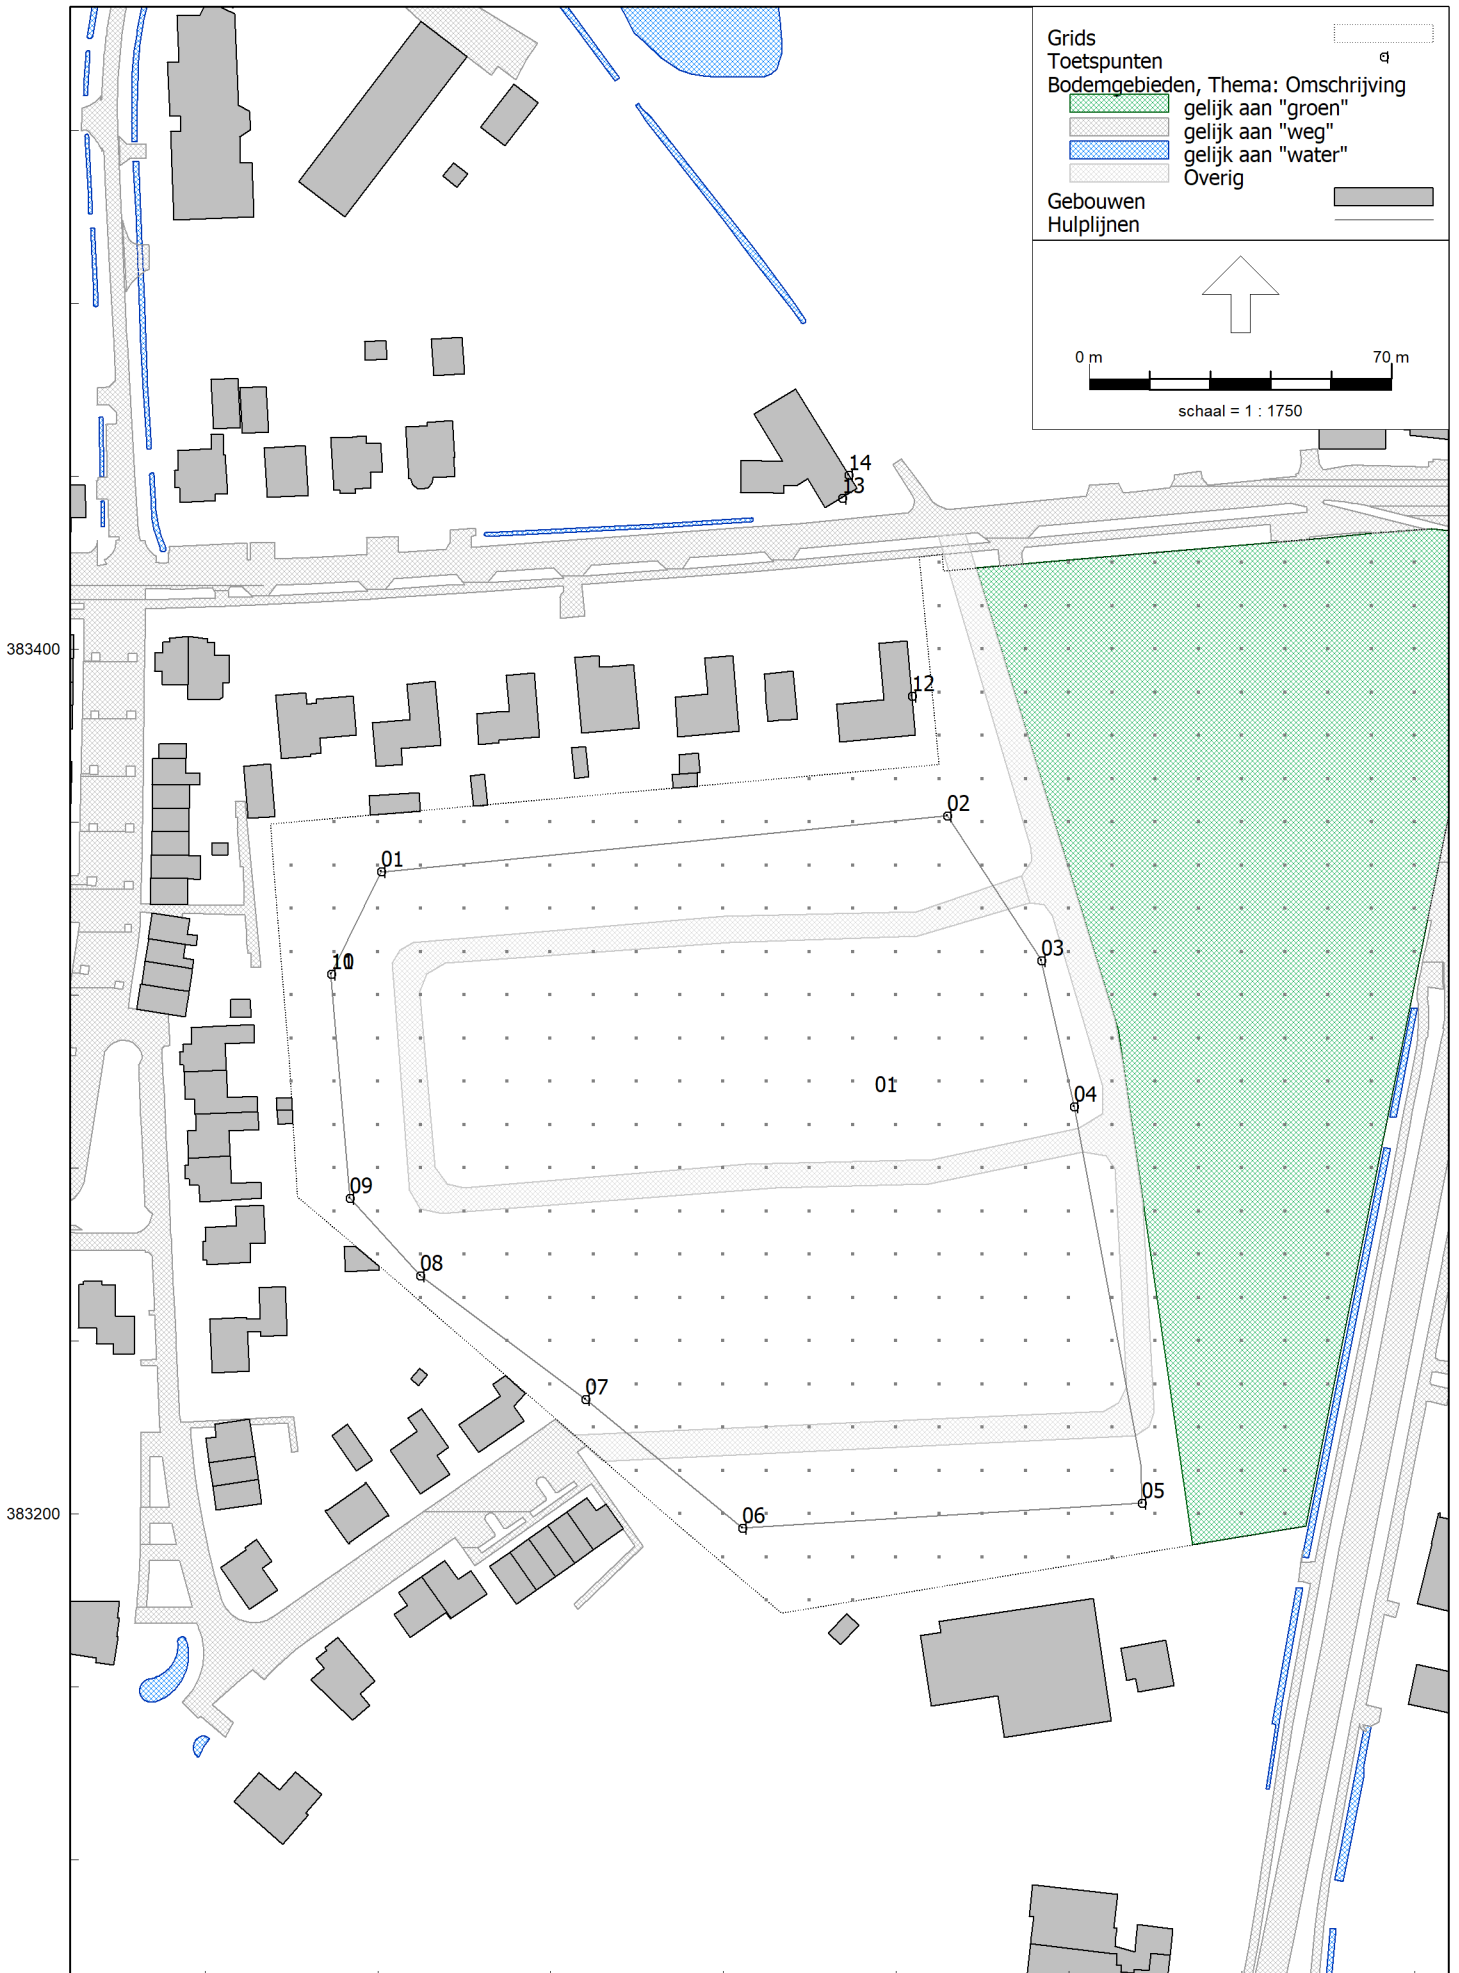 Grids
Toetspunten
Bodemgebieden, Thema: Omschrijving
gelijk aan "groen"
gelijk aan "weg"
gelijk aan "water"
Overig
Gebouwen
Hulplijnen
0 m 70 m
schaal = 1 : 1750
14
13
383400
12
02
01
03
10
01
04
09
08
07
05
383200
06